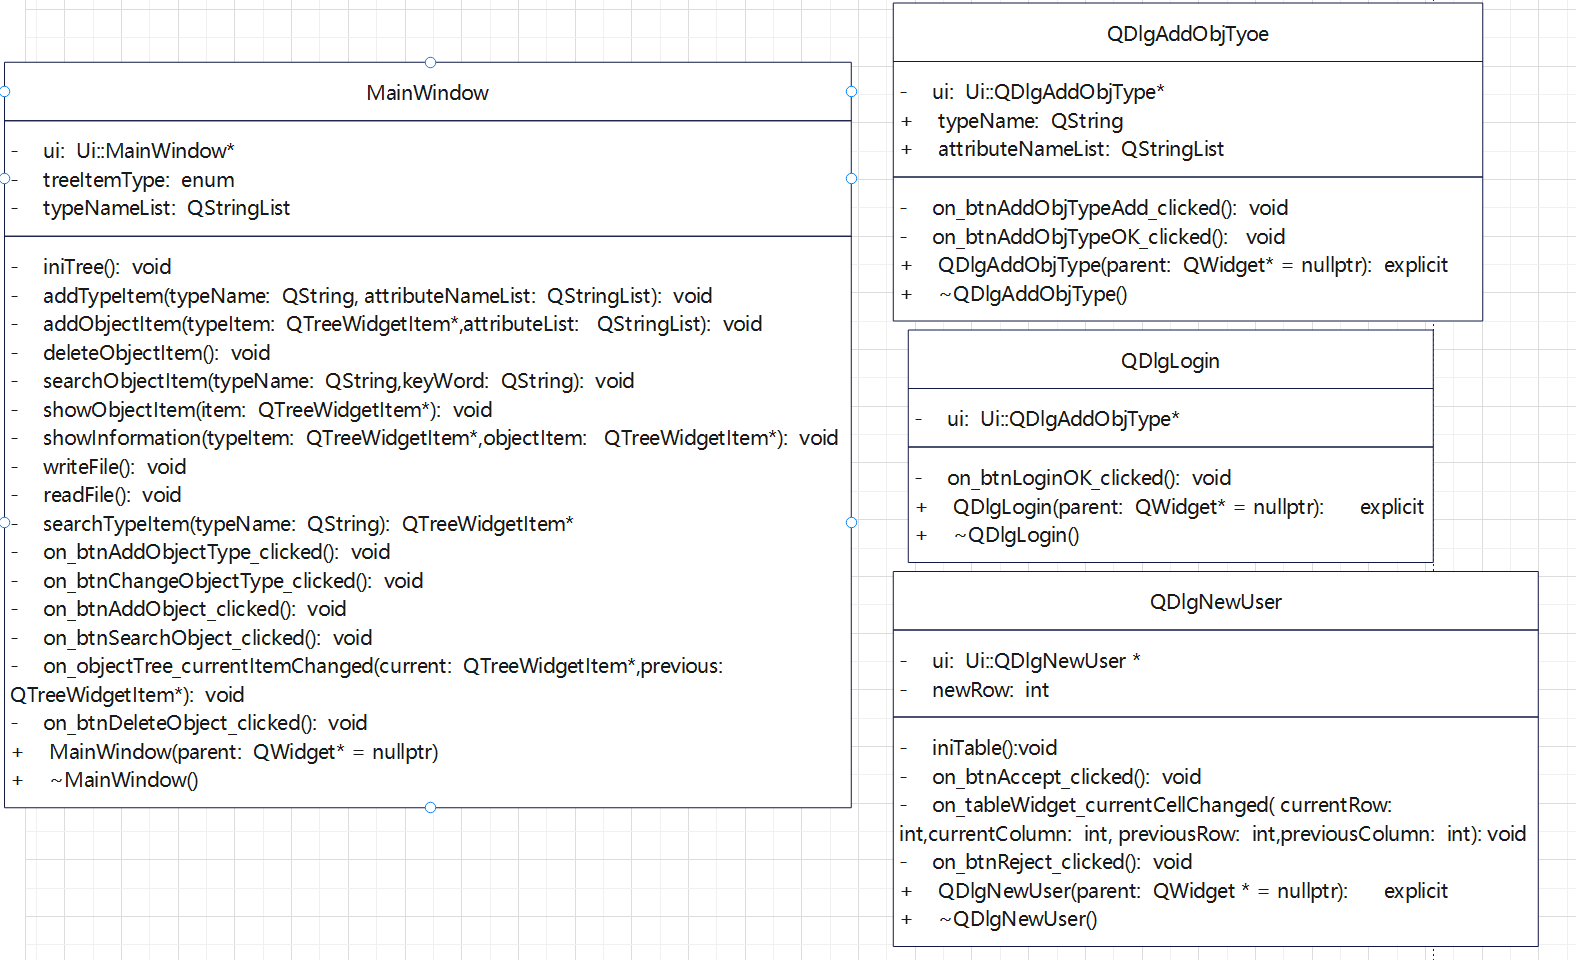 MainWindow
- ui: Ui::MainWindow*
- treeItemType: enum
- typeNameList: QStringList
- iniTree(): void
- addTypeItem(typeName: QString, attributeNameList: QStringList): void
- addObjectItem(typeItem: QTreeWidgetItem*,attributeList: QStringList): void
- deleteObjectItem(): void
- searchObjectItem(typeName: QString,keyWord: QString): void
- showObjectItem(item: QTreeWidgetItem*): void
- showInformation(typeItem: QTreeWidgetItem*,objectItem: QTreeWidgetItem*): void
- writeFile(): void
- readFile(): void
- searchTypeItem(typeName: QString): QTreeWidgetItem*
- on_btnAddObjectType_clicked(): void
- on_btnChangeObjectType_clicked(): void
- on_btnAddObject_clicked(): void
- on_btnSearchObject_clicked(): void
- on_objectTree_currentItemChanged(current: QTreeWidgetItem*,previous:
QTreeWidgetItem*): void
- on_btnDeleteObject_clicked(): void
+ MainWindow(parent: QWidget* = nullptr)
+ ~MainWindow()
QDlgAddObjTyoe
- ui: Ui::QDlgAddObjType*
+ typeName: QString
+ attributeNameList: QStringList
- on_btnAddObjTypeAdd_clicked(): void
- on_btnAddObjTypeOK_clicked(): void
+ QDlgAddObjType(parent: QWidget* = nullptr): explicit
+ ~QDlgAddObjType()
QDlgLogin
- ui: Ui::QDlgAddObjType*
- on_btnLoginOK_clicked(): void
+ QDlgLogin(parent: QWidget* = nullptr): explicit
+ ~QDlgLogin()
QDlgNewUser
- ui: Ui::QDlgNewUser *
- newRow: int
- iniTable():void
- on_btnAccept_clicked(): void
- on_tableWidget_currentCellChanged( currentRow:
int,currentColumn: int, previousRow: int,previousColumn: int): void
- on_btnReject_clicked(): void
+ QDlgNewUser(parent: QWidget * = nullptr): explicit
+ ~QDlgNewUser()